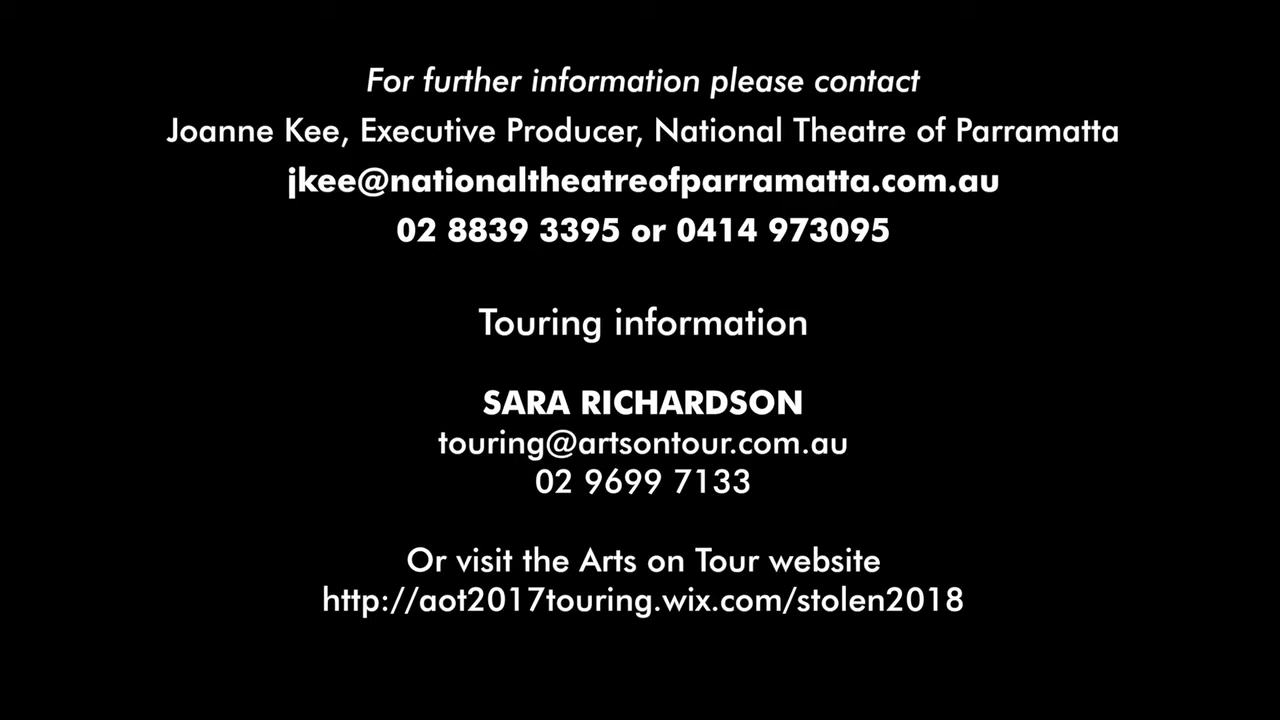 For further information please contact
Joanne Kee, Executive Producer, National Theatre of Parramatta
jkee@nationaltheatreofparramatta.com.au
02 8839 3395 or 0414 973095
Touring information
SARA RICHARDSON
touring@artsontour.com.au
02 9699 7133
Or visit the Arts on Tour website
http://aot2017touring.wix.com/stolen2018